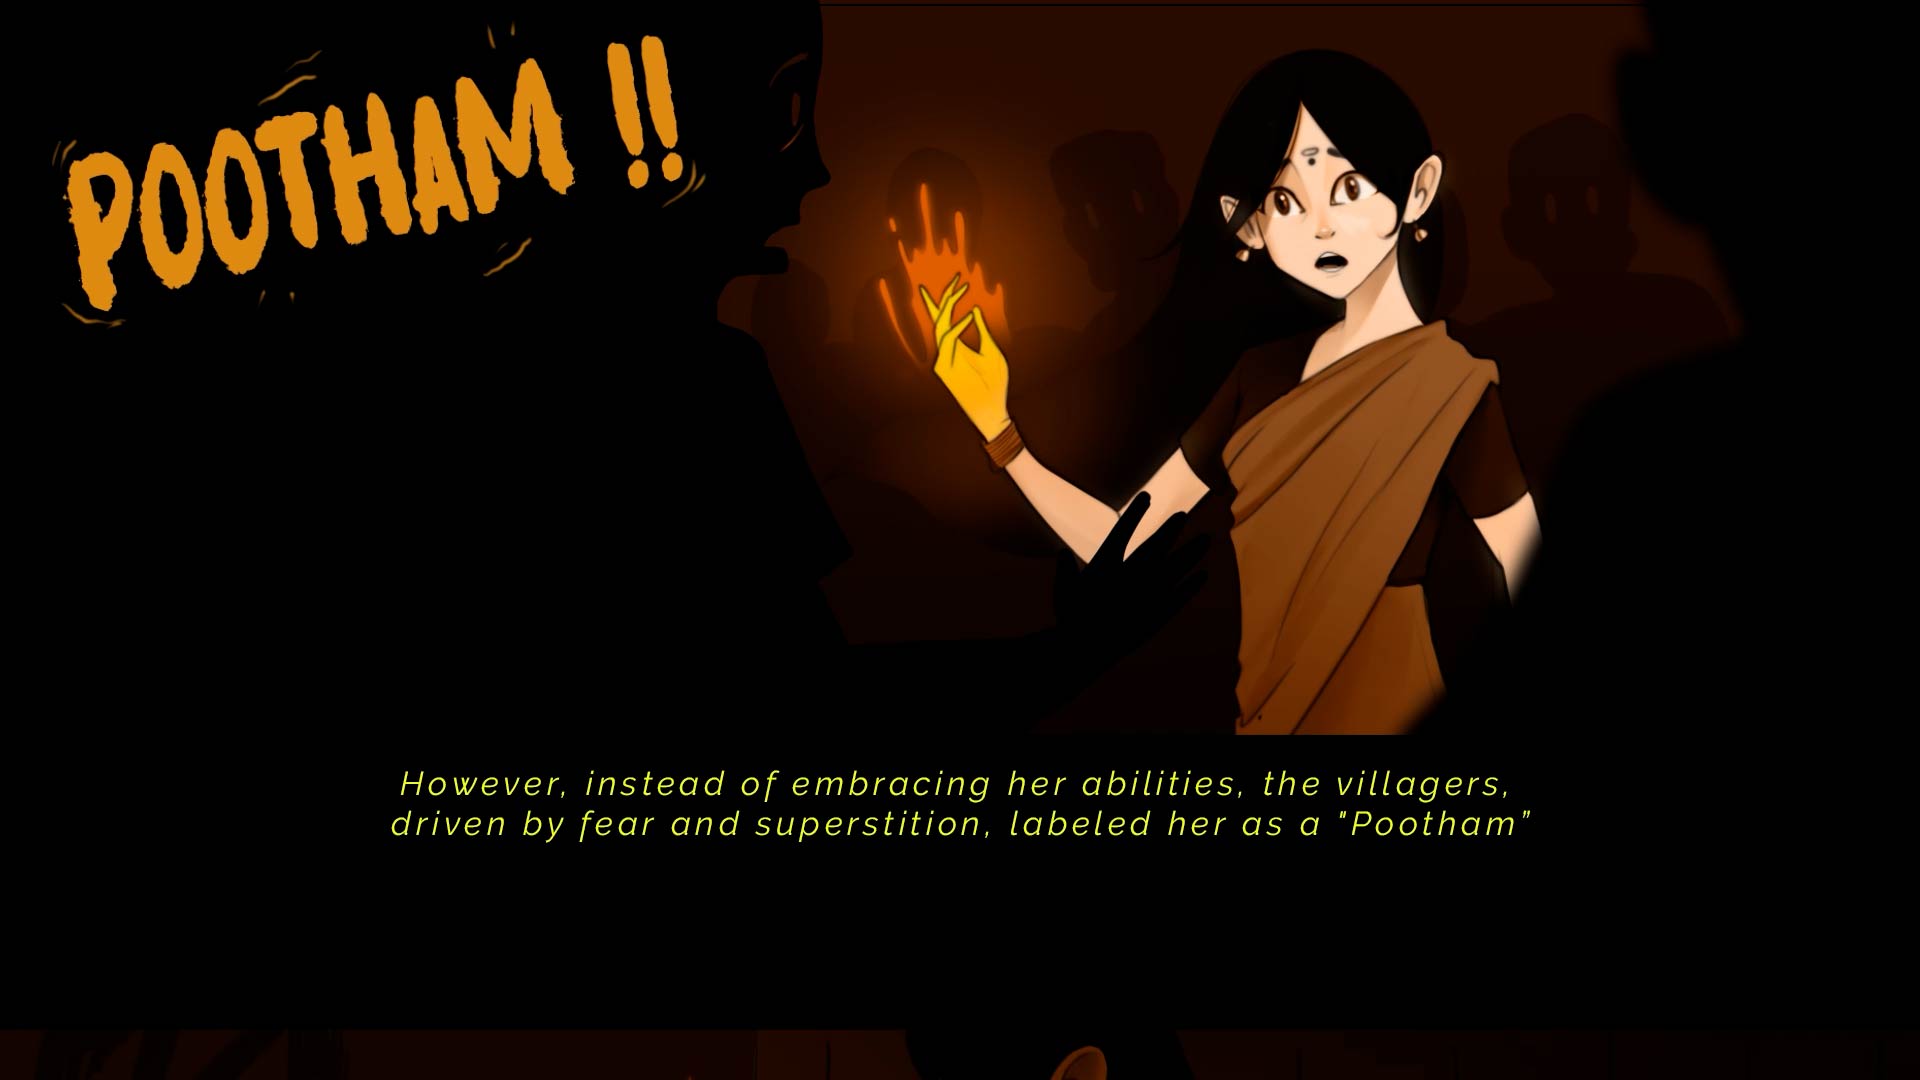 POOTHAM !!
However, instead of embracing her abilities, the villagers,
driven by fear and superstition, labeled her as a "Pootham”